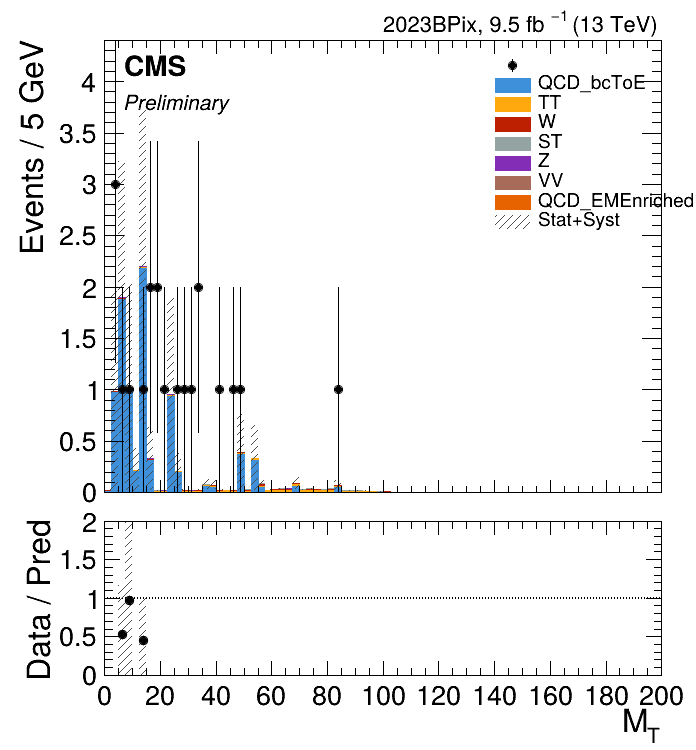 2023BPix, 9.5 fb⁻¹ (13 TeV)
Events / 5 GeV
CMS
Preliminary
QCD_bcToE
TT
W
ST
Z
VV
QCD_EMEnriched
Stat+Syst
4
3.5
3
2.5
2
1.5
1
0.5
0
Data / Pred
2
1.5
1
0.5
0
0 20 40 60 80 100 120 140 160 180 200
M_T